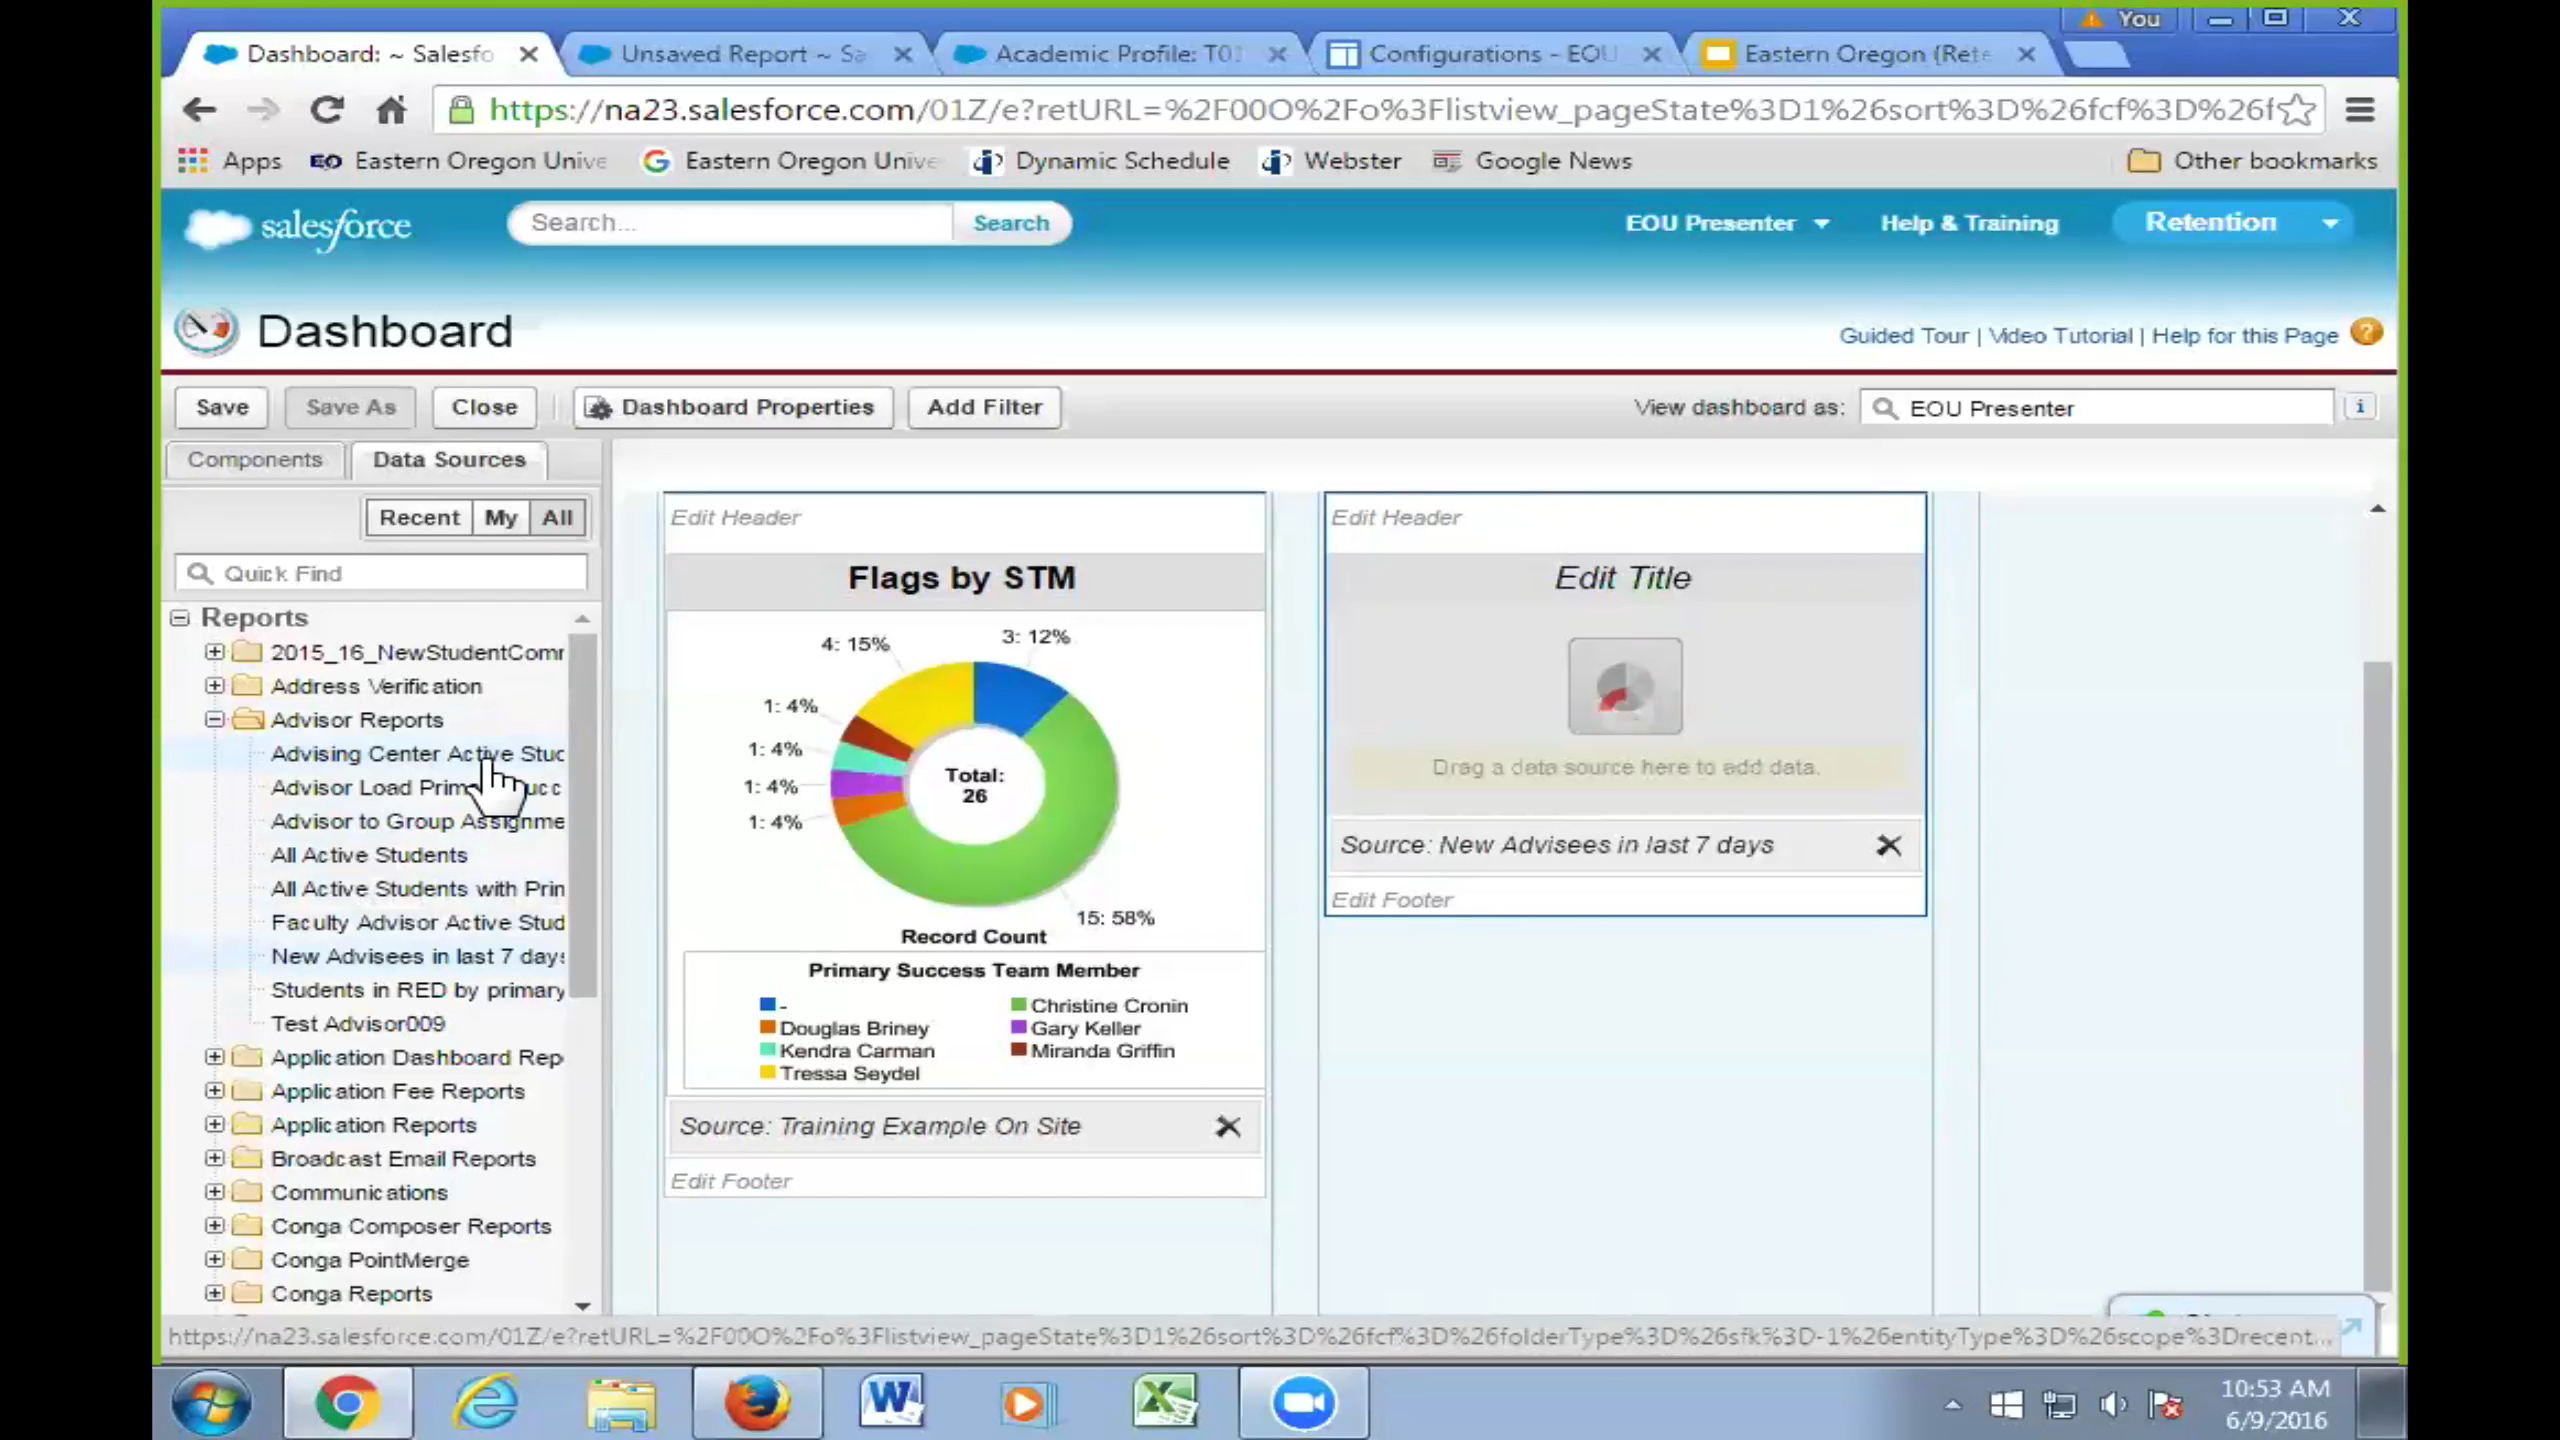 You
Dashboard: ~ Salesfo
Unsaved Report ~ Sa
Academic Profile: T01
Configurations - EOU
Eastern Oregon (Rete
https://na23.salesforce.com/01Z/e?retURL=%2F00O%2Fo%3Flistview_pageState%3D1%26sort%3D%26fcf%3D%26f
Apps
Eastern Oregon Unive
Eastern Oregon Unive
Dynamic Schedule
Webster
Google News
Other bookmarks
salesforce
Search...
Search
EOU Presenter
Help & Training
Retention
Dashboard
Guided Tour | Video Tutorial | Help for this Page
Save
Save As
Close
Dashboard Properties
Add Filter
View dashboard as:
EOU Presenter
Components
Data Sources
Recent
My
All
Quick Find
Reports
2015_16_NewStudentComm
Address Verification
Advisor Reports
Advising Center Active Stud
Advisor Load Prim
Advisor to Group Assignme
All Active Students
All Active Students with Prin
Faculty Advisor Active Stud
New Advisees in last 7 days
Students in RED by primary
Test Advisor009
Application Dashboard Rep
Application Fee Reports
Application Reports
Broadcast Email Reports
Communications
Conga Composer Reports
Conga PointMerge
Conga Reports
Edit Header
Flags by STM
4: 15%
3: 12%
1: 4%
1: 4%
1: 4%
1: 4%
Total:
26
15: 58%
Record Count
Primary Success Team Member
-
Christine Cronin
Douglas Briney
Gary Keller
Kendra Carman
Miranda Griffin
Tressa Seydel
Source: Training Example On Site
Edit Footer
Edit Header
Edit Title
Drag a data source here to add data.
Source: New Advisees in last 7 days
Edit Footer
https://na23.salesforce.com/01Z/e?retURL=%2F00O%2Fo%3Flistview_pageState%3D1%26sort%3D%26fcf%3D%26folderType%3D%26sfk%3D-1%26entityType%3D%26scope%3Drecent...
10:53 AM
6/9/2016